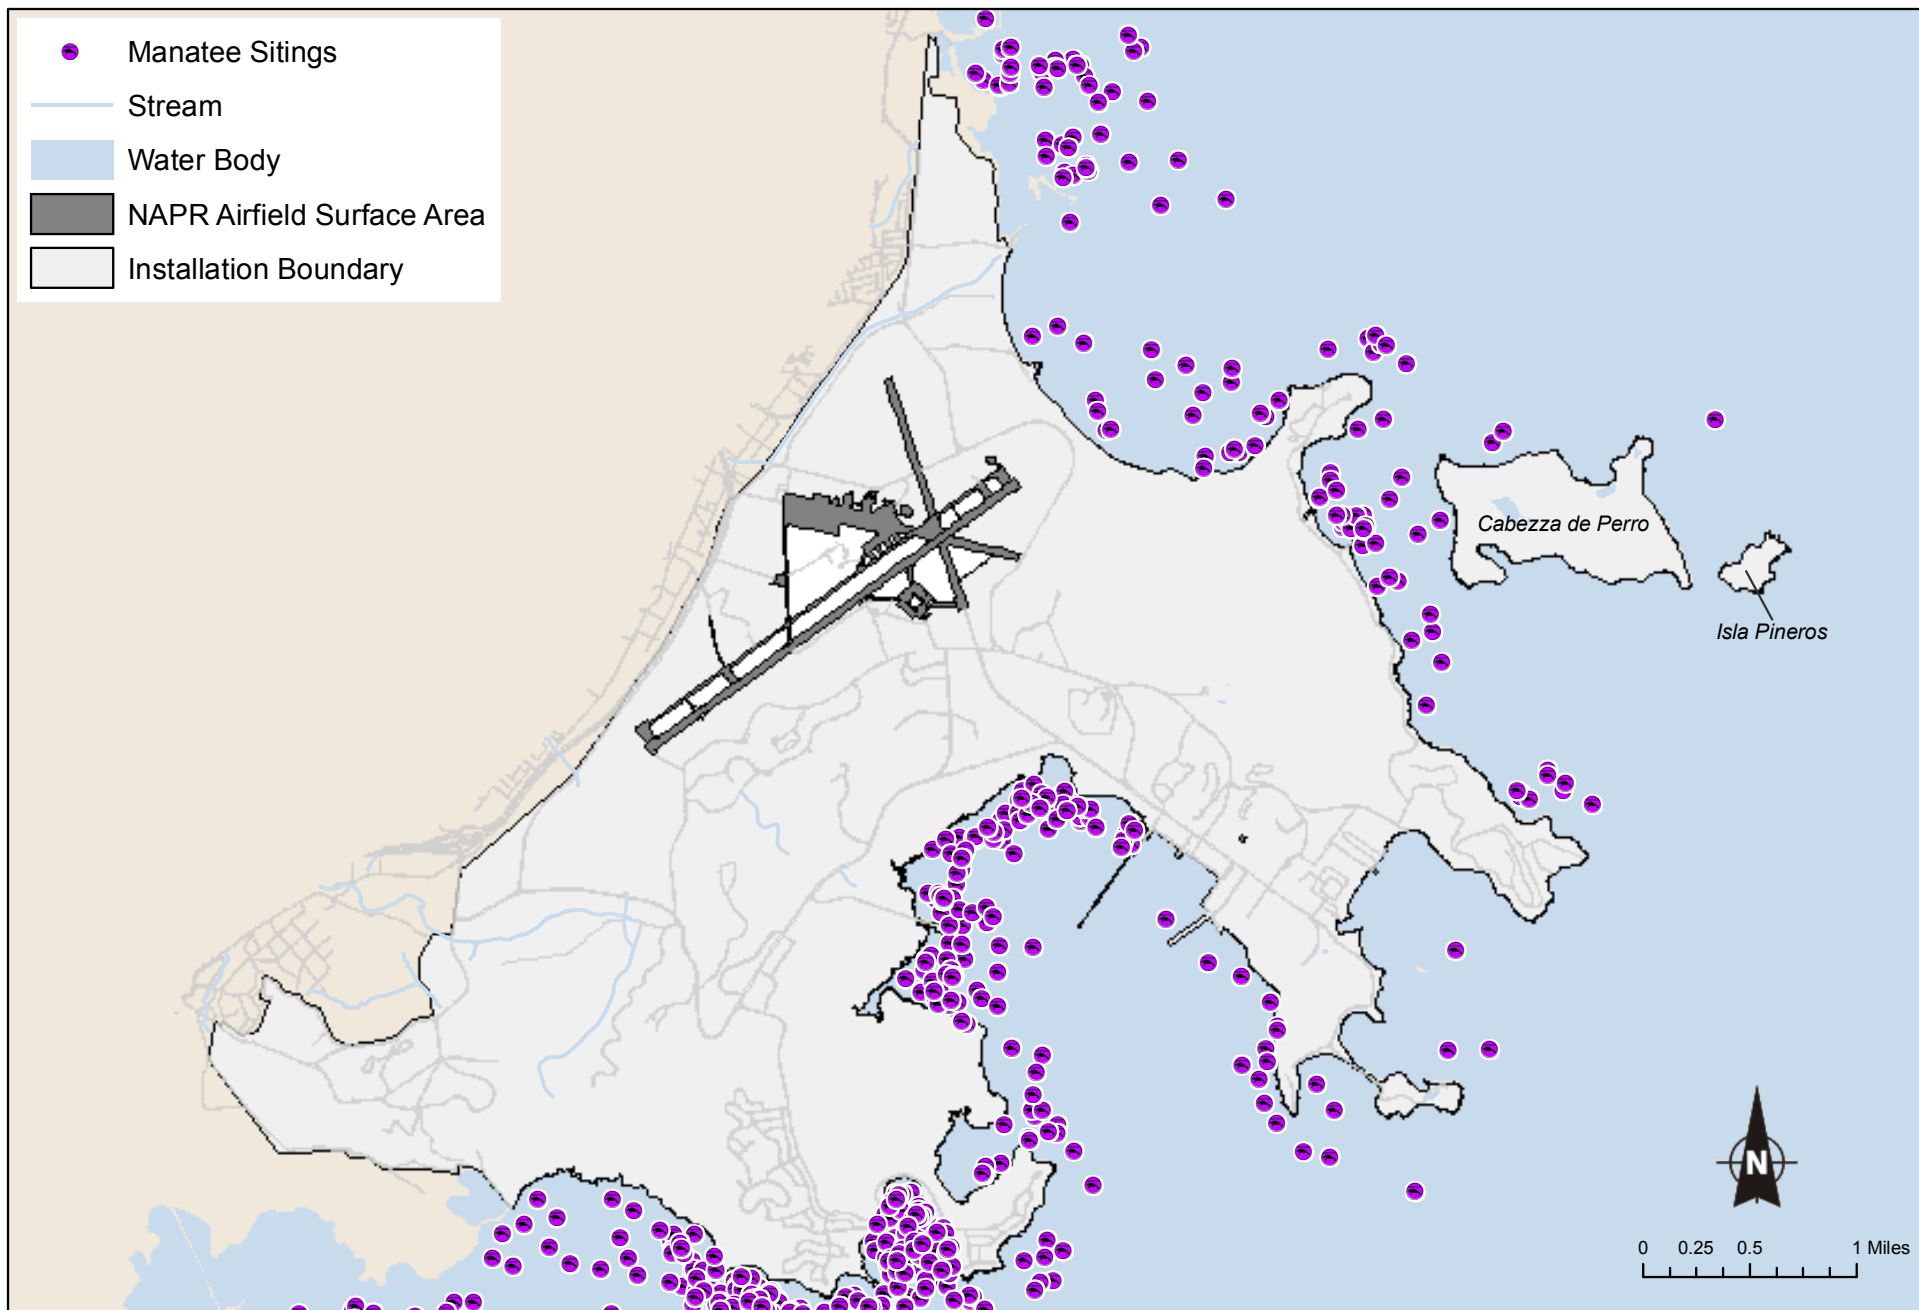 Manatee Sitings
Stream
Water Body
NAPR Airfield Surface Area
Installation Boundary
Cabezza de Perro
Isla Pineros
N
0 0.25 0.5 1 Miles